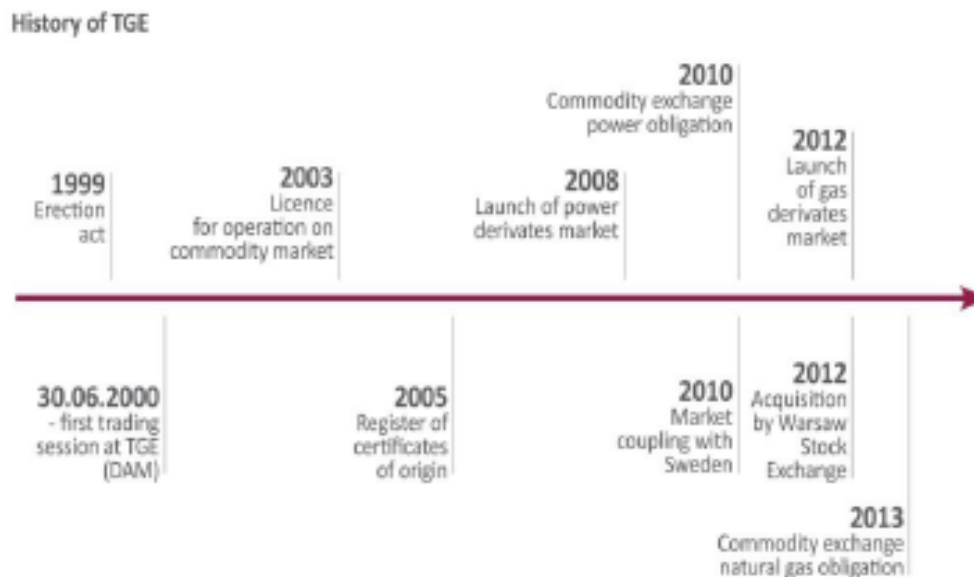 History of TGE
1999
Erection
act
2003
Licence
for operation on
commodity market
2008
Launch of power
derivates market
2010
Commodity exchange
power obligation
2012
Launch
of gas
derivates
market
30.06.2000
- first trading
session at TGE
(DAM)
2005
Register of
certificates
of origin
2010
Market
coupling with
Sweden
2012
Acquisition
by Warsaw
Stock
Exchange
2013
Commodity exchange
natural gas obligation